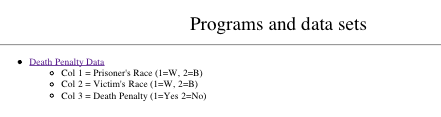 Programs and data sets
Death Penalty Data
Col 1 = Prisoner's Race (1=W, 2=B)
Col 2 = Victim's Race (1=W, 2=B)
Col 3 = Death Penalty (1=Yes 2=No)